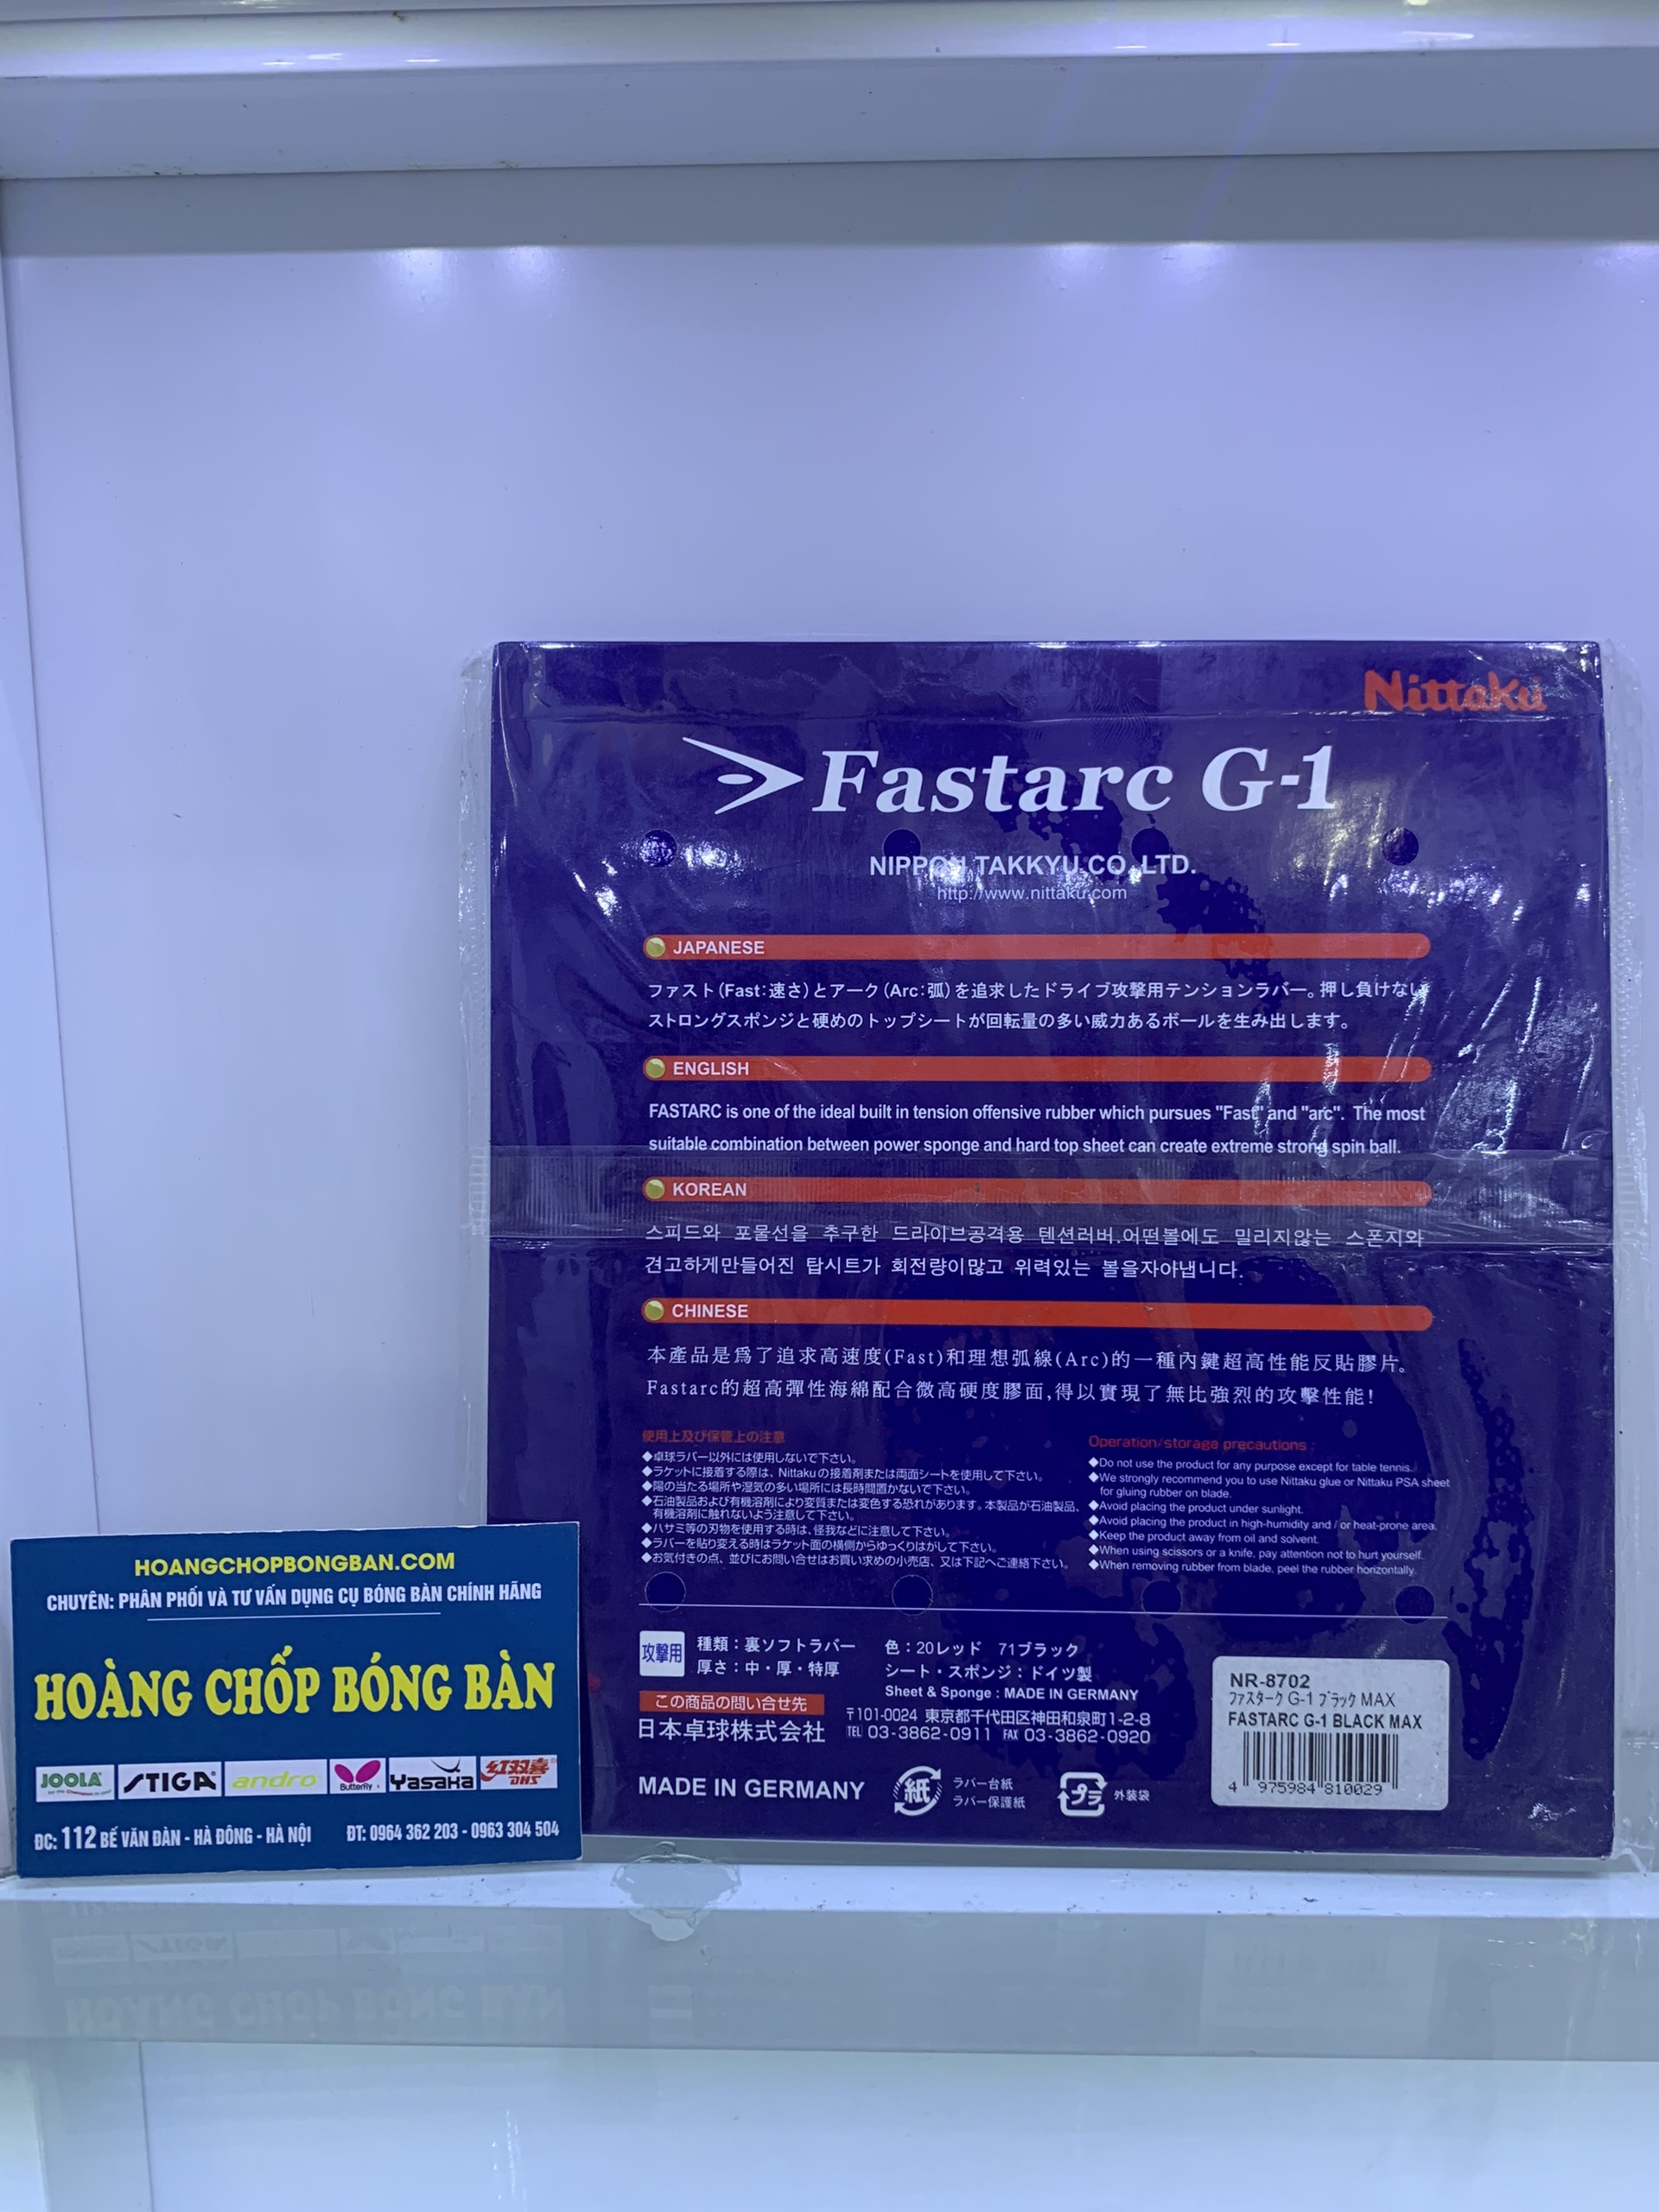 Nittaku
Fastarc G-1
NIPPON TAKKYU CO.,LTD.
http://www.nittaku.com
JAPANESE
ファスト(Fast:速さ)とアーク(Arc:弧)を追求したドライブ攻撃用テンションラバー。押し負けない
ストロングスポンジと硬めのトップシートが回転量の多い威力あるボールを生み出します。
ENGLISH
FASTARC is one of the ideal built in tension offensive rubber which pursues "Fast" and "arc". The most
suitable combination between power sponge and hard top sheet can create extreme strong spin ball.
KOREAN
스피드와 포물선을 추구한 드라이브공격용 텐션러버.어떤볼에도 밀리지않는 스폰지와
견고하게만들어진 탑시트가 회전량이많고 위력있는 볼을자아냅니다.
CHINESE
本產品是爲了追求高速度(Fast)和理想弧線(Arc)的一種內鍵超高性能反貼膠片。
Fastarc的超高彈性海綿配合微高硬度膠面,得以實現了無比強烈的攻擊性能!
使用上及び保管上の注意
◆卓球ラバー以外には使用しないで下さい。
◆ラケットに接着する際は、Nittakuの接着剤または両面シートを使用して下さい。
◆陽の当たる場所や湿気の多い場所には長時間置かないで下さい。
◆石油製品および有機溶剤により変質または変色する恐れがあります。本製品が石油製品、
有機溶剤に触れないよう注意して下さい。
◆ハサミ等の刃物を使用する時は、怪我などに注意して下さい。
◆ラバーを貼り変える時はラケット面の横側からゆっくりはがして下さい。
◆お気付きの点、並びにお問い合せはお買い求めの小売店、又は下記へご連絡下さい。
Operation/storage precautions :
◆Do not use the product for any purpose except for table tennis.
◆We strongly recommend you to use Nittaku glue or Nittaku PSA sheet
for gluing rubber on blade.
◆Avoid placing the product under sunlight.
◆Avoid placing the product in high-humidity and / or heat-prone area.
◆Keep the product away from oil and solvent.
◆When using scissors or a knife, pay attention not to hurt yourself.
◆When removing rubber from blade, peel the rubber horizontally.
攻撃用
種類：裏ソフトラバー
厚さ：中・厚・特厚
色：20レッド 71ブラック
シート・スポンジ：ドイツ製
Sheet & Sponge : MADE IN GERMANY
この商品の問い合せ先
日本卓球株式会社
〒101-0024 東京都千代田区神田和泉町1-2-8
TEL 03-3862-0911 FAX 03-3862-0920
MADE IN GERMANY
紙
ラバー台紙
ラバー保護紙
プラ
外装袋
NR-8702
ファスターク G-1 ブラック MAX
FASTARC G-1 BLACK MAX
4 975984 810029
HOANGCHOPBONGBAN.COM
CHUYÊN: PHÂN PHỐI VÀ TƯ VẤN DỤNG CỤ BÓNG BÀN CHÍNH HÃNG
HOÀNG CHỐP BÓNG BÀN
JOOLA STIGA andro Butterfly Yasaka 红双喜 DHS
ĐC: 112 BẾ VĂN ĐÀN - HÀ ĐÔNG - HÀ NỘI ĐT: 0964 362 203 - 0963 304 504